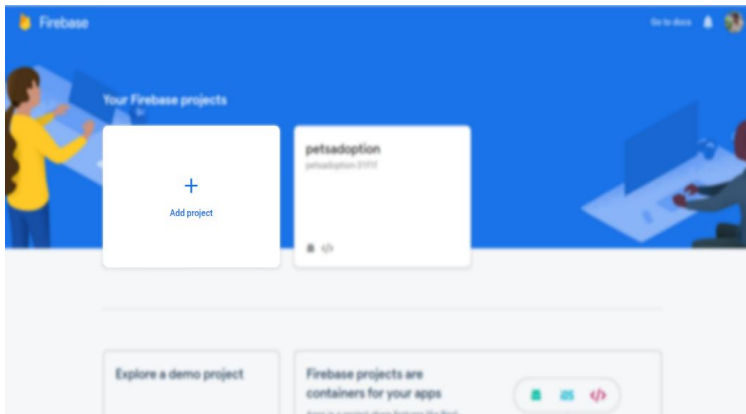 Firebase
Go to docs
Your Firebase projects
Add project
petsadoption
</>
Explore a demo project
Firebase projects are
containers for your apps
iOS
</>